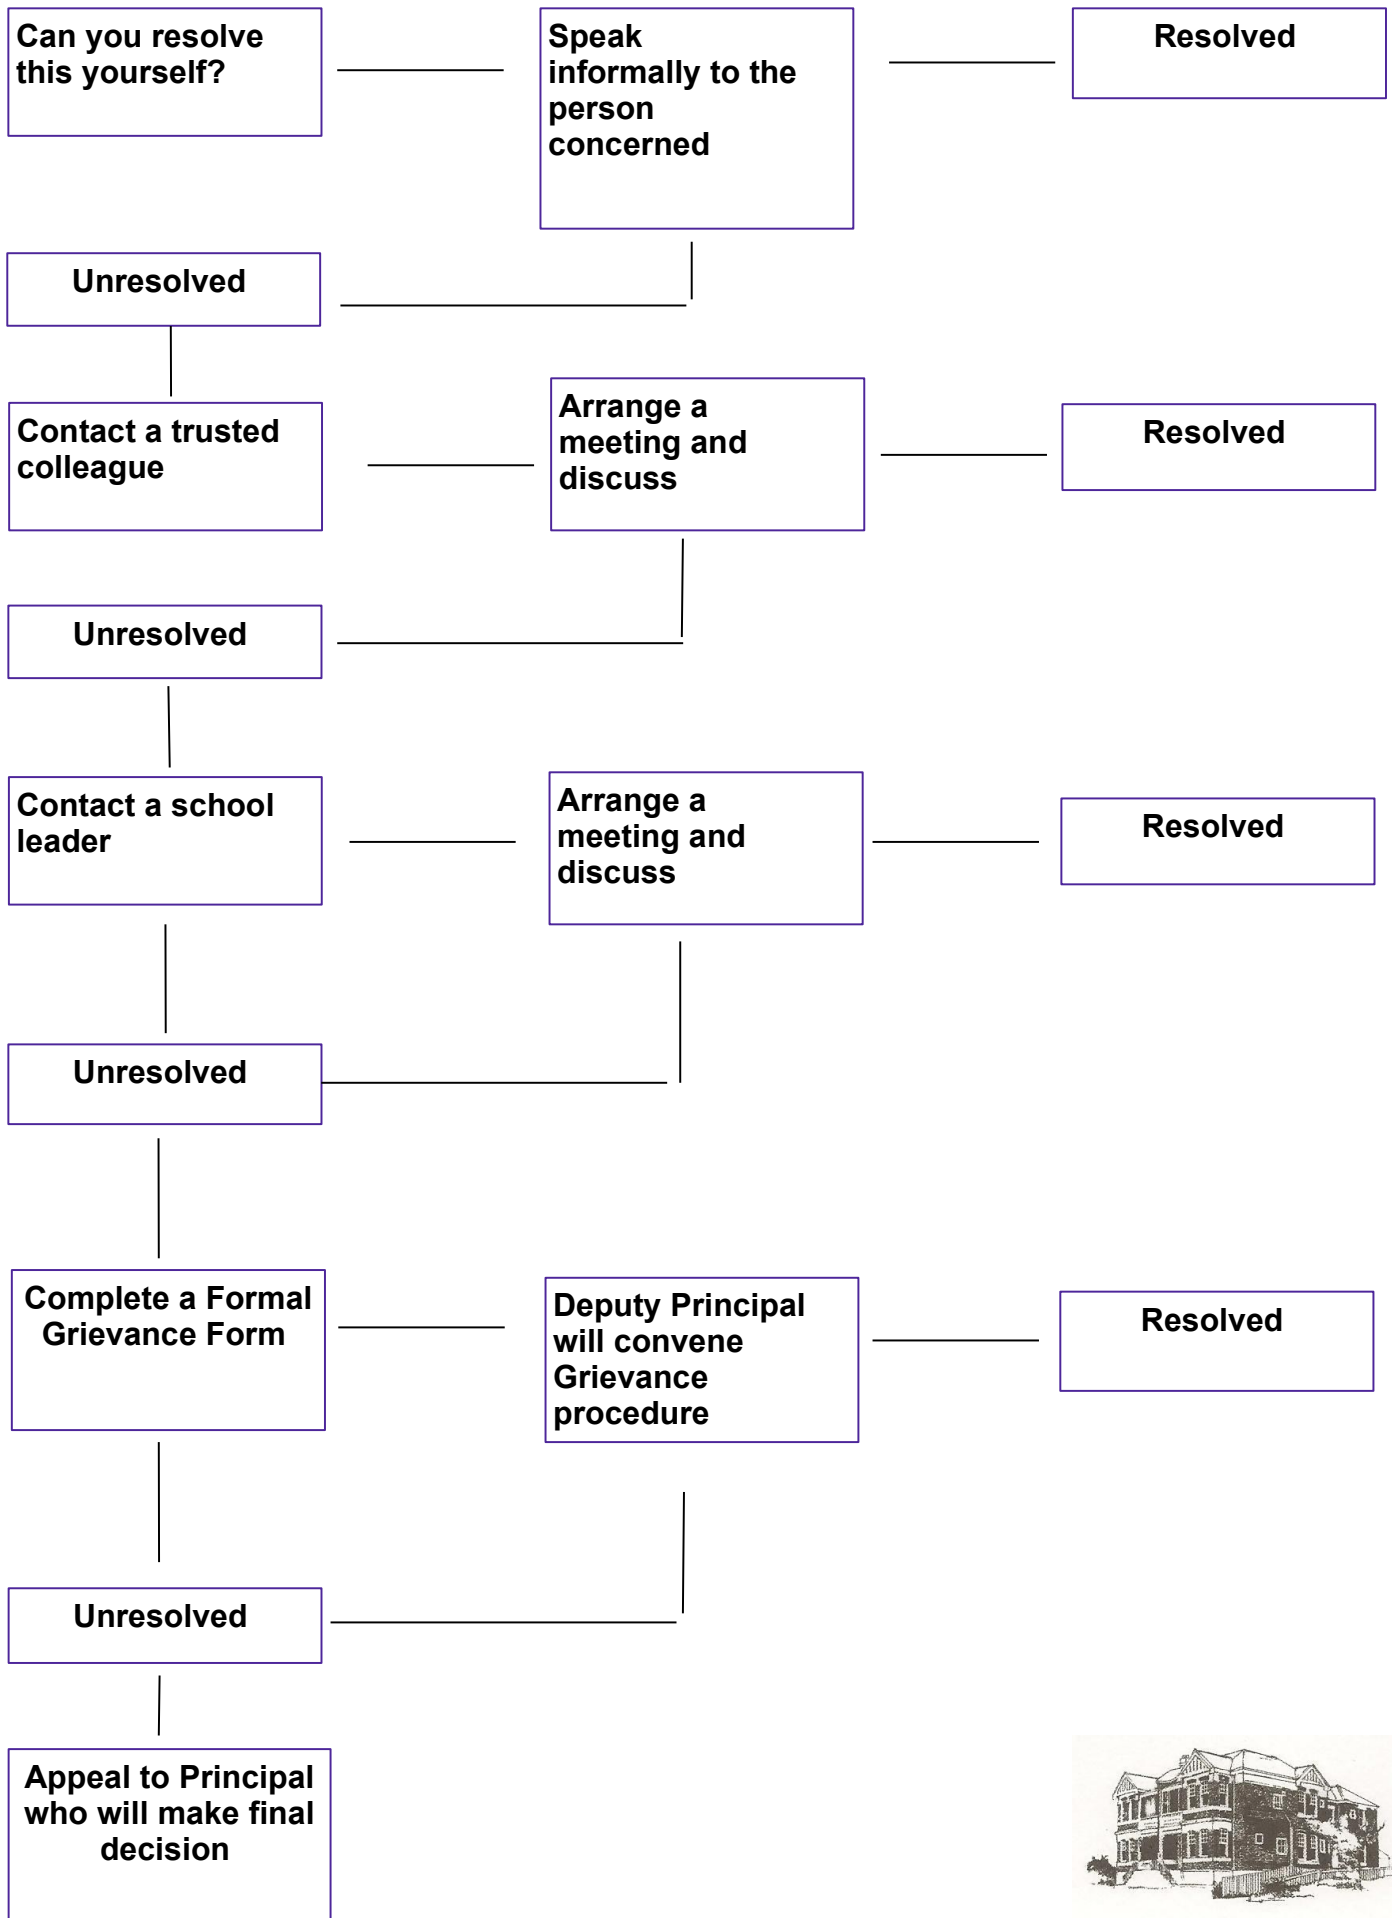 Can you resolve
this yourself?
Speak
informally to the
person
concerned
Resolved
Unresolved
Contact a trusted
colleague
Arrange a
meeting and
discuss
Resolved
Unresolved
Contact a school
leader
Arrange a
meeting and
discuss
Resolved
Unresolved
Complete a Formal
Grievance Form
Deputy Principal
will convene
Grievance
procedure
Resolved
Unresolved
Appeal to Principal
who will make final
decision